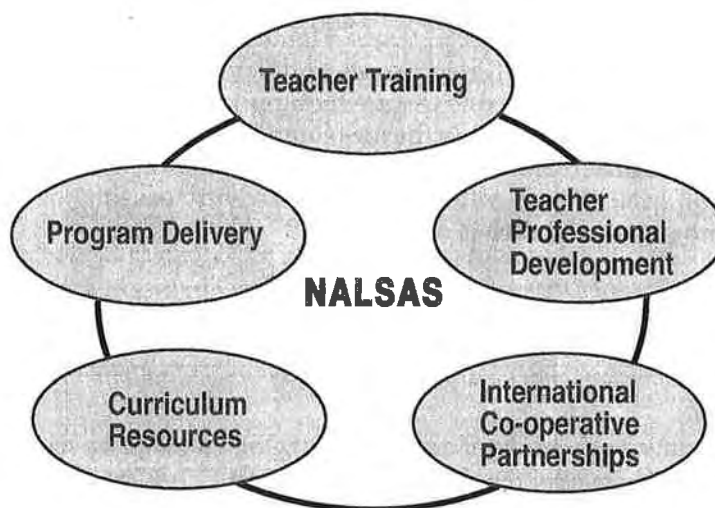 Teacher Training
Program Delivery
Teacher
Professional
Development
NALSAS
Curriculum
Resources
International
Co-operative
Partnerships